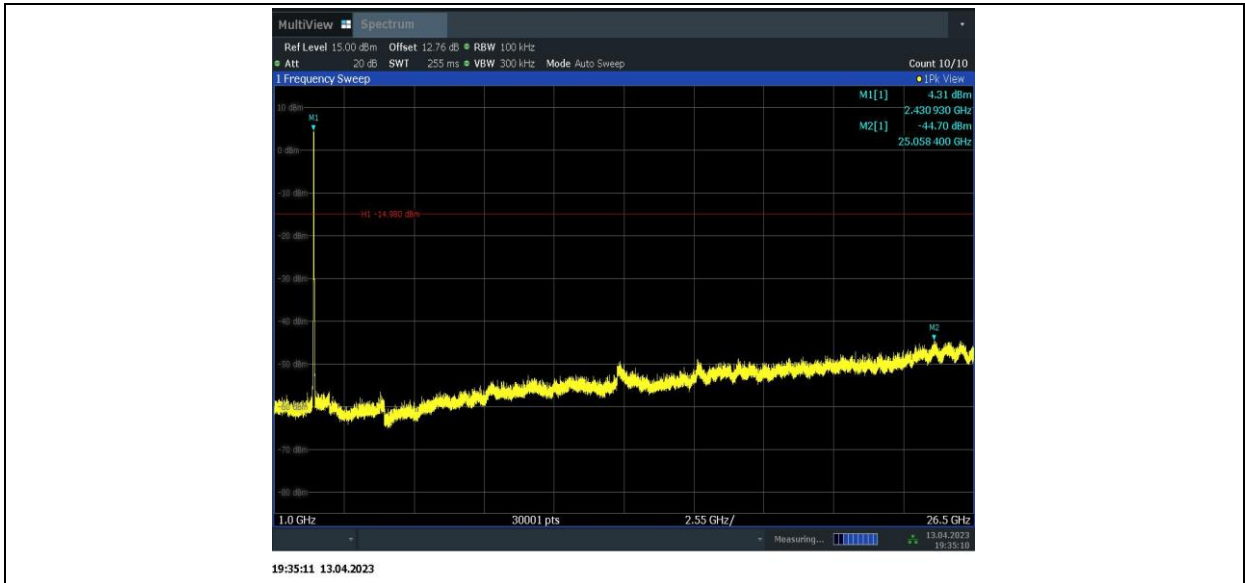 MultiView Spectrum
Ref Level 15.00 dBm Offset 12.76 dB RBW 100 kHz
Att 20 dB SWT 255 ms VBW 300 kHz Mode Auto Sweep Count 10/10
1 Frequency Sweep 1Pk View
M1[1] 4.31 dBm
2.430 930 GHz
M2[1] -44.70 dBm
25.058 400 GHz
10 dBm
M1
0 dBm
-10 dBm
H1 -14.980 dBm
-20 dBm
-30 dBm
-40 dBm
M2
-50 dBm
-60 dBm
-70 dBm
-80 dBm
1.0 GHz 30001 pts 2.55 GHz/ 26.5 GHz
Measuring... 13.04.2023
19:35:10
19:35:11 13.04.2023